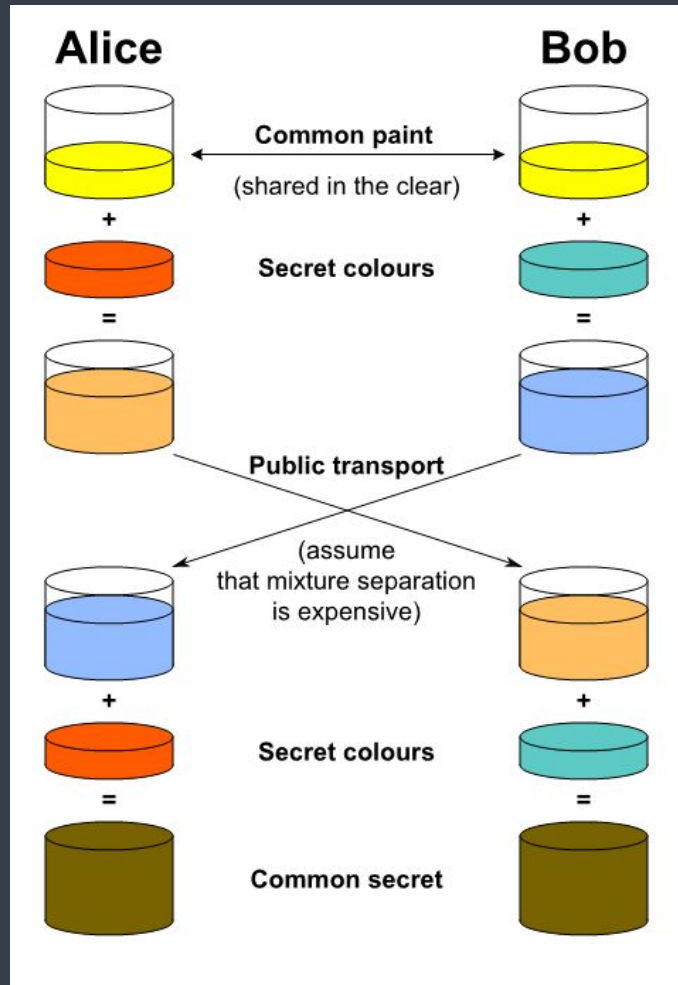 Alice
Bob
Common paint
(shared in the clear)
+
+
Secret colours
=
=
Public transport
(assume
that mixture separation
is expensive)
+
+
Secret colours
=
=
Common secret